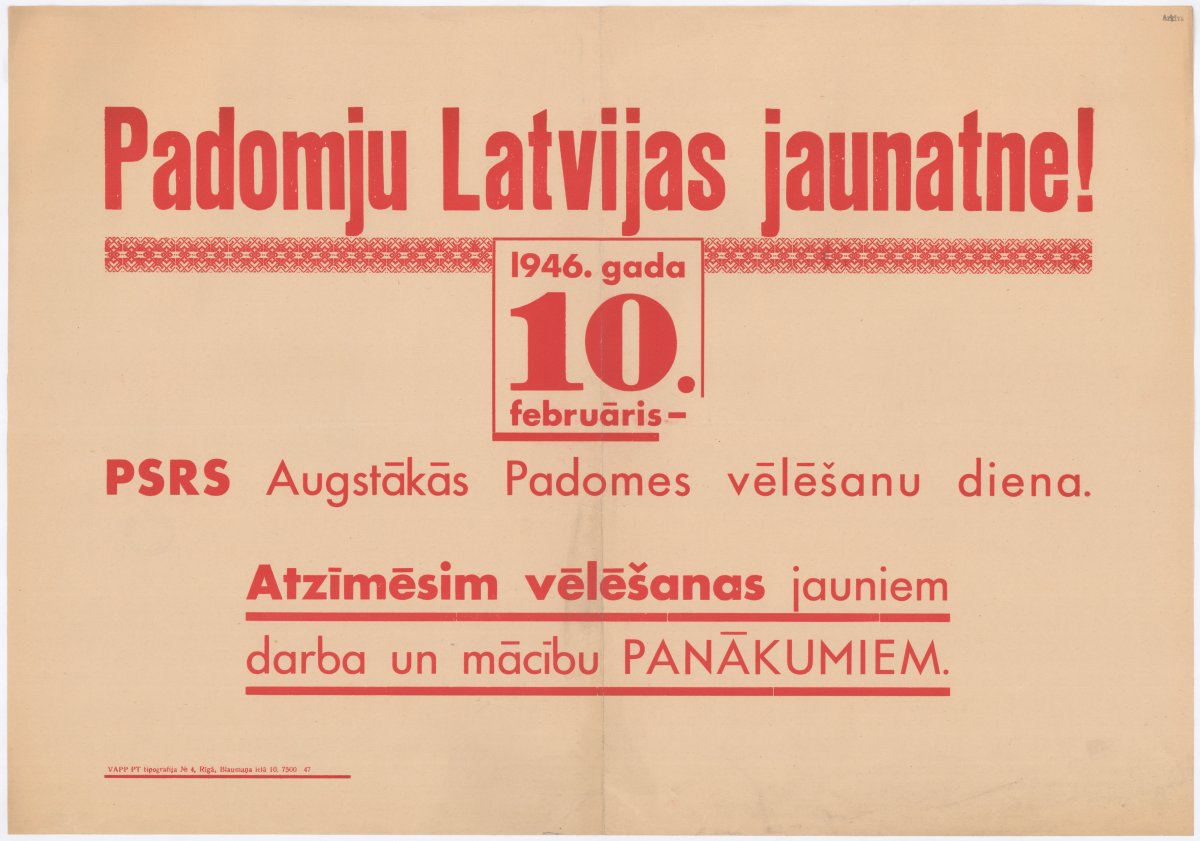 Padomju Latvijas jaunatne!
1946. gada
10.
februāris–
PSRS Augstākās Padomes vēlēšanu diena.
Atzīmēsim vēlēšanas jauniem
darba un mācību PANĀKUMIEM.
VAPP PT tipografija № 4, Rīgā, Blaumaņa ielā 10. 7500 47